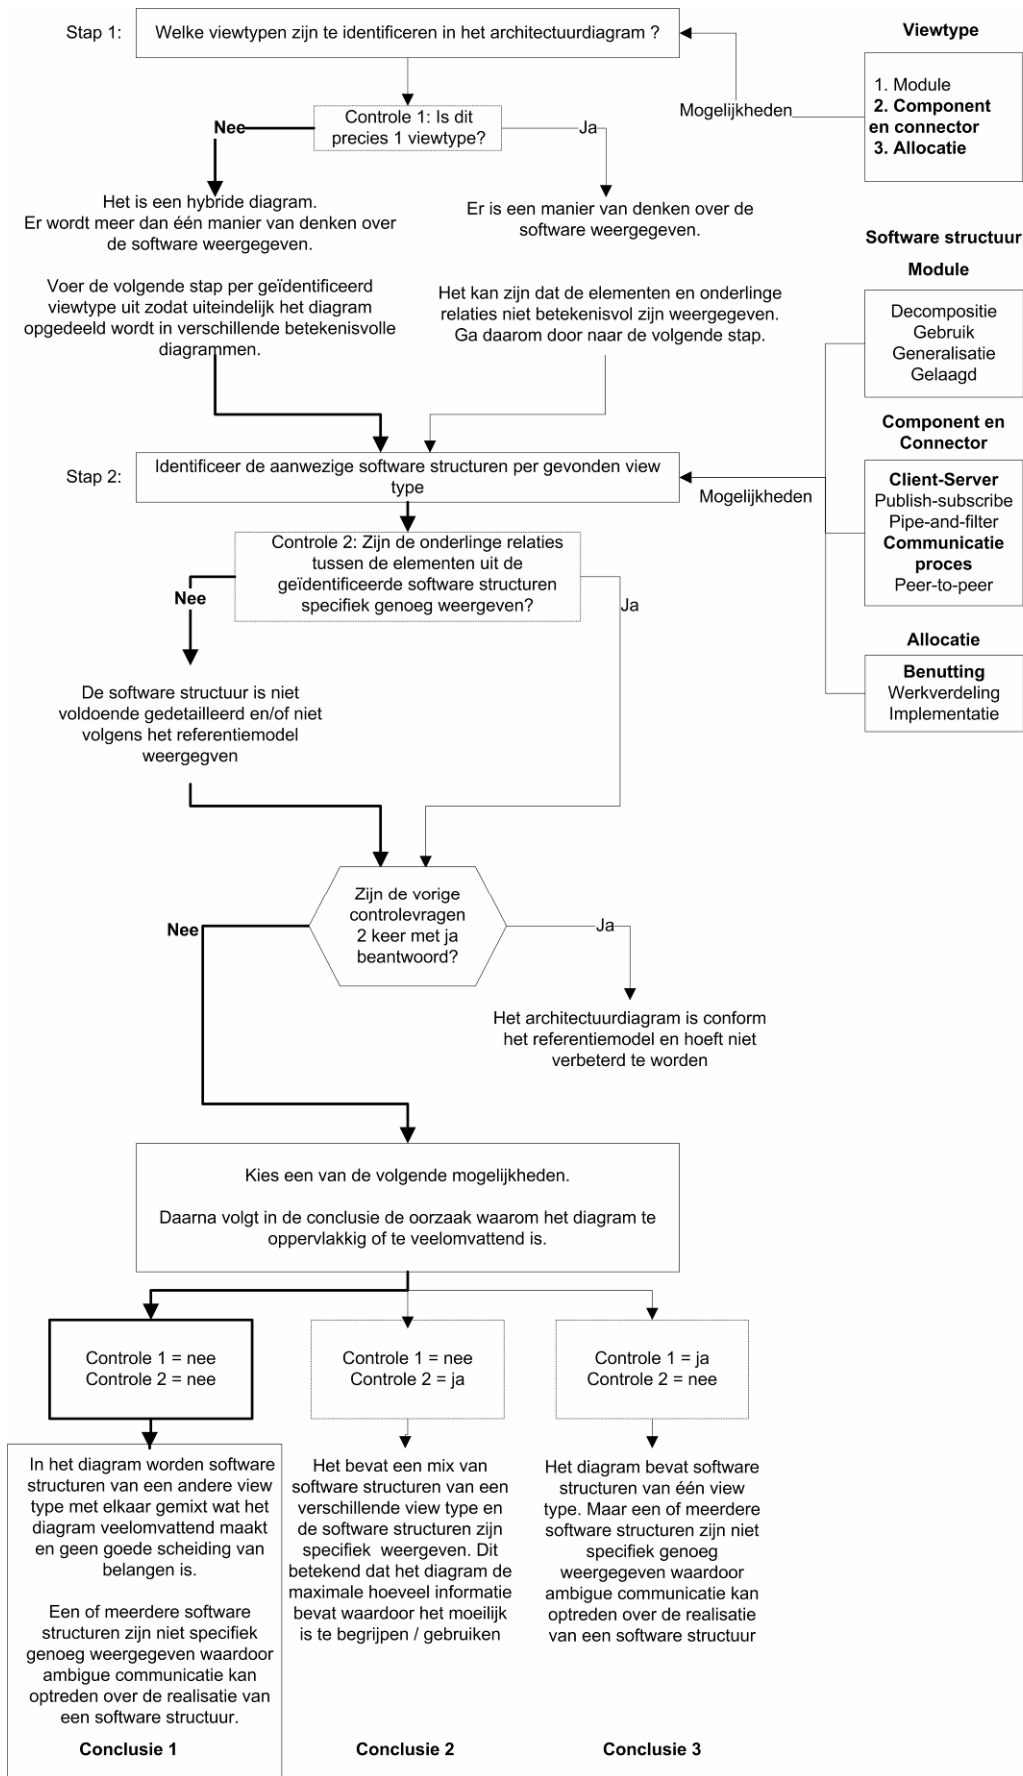 Stap 1:
Welke viewtypen zijn te identificeren in het architectuurdiagram ?
Viewtype
Mogelijkheden
1. Module
2. Component
en connector
3. Allocatie
Controle 1: Is dit
precies 1 viewtype?
Nee
Ja
Het is een hybride diagram.
Er wordt meer dan één manier van denken over
de software weergegeven.
Voer de volgende stap per geïdentificeerd
viewtype uit zodat uiteindelijk het diagram
opgedeeld wordt in verschillende betekenisvolle
diagrammen.
Er is een manier van denken over de
software weergegeven.
Het kan zijn dat de elementen en onderlinge
relaties niet betekenisvol zijn weergegeven.
Ga daarom door naar de volgende stap.
Software structuur
Module
Decompositie
Gebruik
Generalisatie
Gelaagd
Component en
Connector
Client-Server
Publish-subscribe
Pipe-and-filter
Communicatie
proces
Peer-to-peer
Allocatie
Benutting
Werkverdeling
Implementatie
Stap 2:
Identificeer de aanwezige software structuren per gevonden view
type
Mogelijkheden
Controle 2: Zijn de onderlinge relaties
tussen de elementen uit de
geïdentificeerde software structuren
specifiek genoeg weergeven?
Nee
Ja
De software structuur is niet
voldoende gedetailleerd en/of niet
volgens het referentiemodel
weergegven
Zijn de vorige
controlevragen
2 keer met ja
beantwoord?
Nee
Ja
Het architectuurdiagram is conform
het referentiemodel en hoeft niet
verbeterd te worden
Kies een van de volgende mogelijkheden.
Daarna volgt in de conclusie de oorzaak waarom het diagram te
oppervlakkig of te veelomvattend is.
Controle 1 = nee
Controle 2 = nee
Controle 1 = nee
Controle 2 = ja
Controle 1 = ja
Controle 2 = nee
In het diagram worden software
structuren van een andere view
type met elkaar gemixt wat het
diagram veelomvattend maakt
en geen goede scheiding van
belangen is.
Een of meerdere software
structuren zijn niet specifiek
genoeg weergegeven waardoor
ambigue communicatie kan
optreden over de realisatie van
een software structuur.
Conclusie 1
Het bevat een mix van
software structuren van een
verschillende view type en
de software structuren zijn
specifiek weergeven. Dit
betekend dat het diagram de
maximale hoeveel informatie
bevat waardoor het moeilijk
is te begrijpen / gebruiken
Conclusie 2
Het diagram bevat software
structuren van één view
type. Maar een of meerdere
software structuren zijn niet
specifiek genoeg
weergegeven waardoor
ambigue communicatie kan
optreden over de realisatie
van een software structuur
Conclusie 3